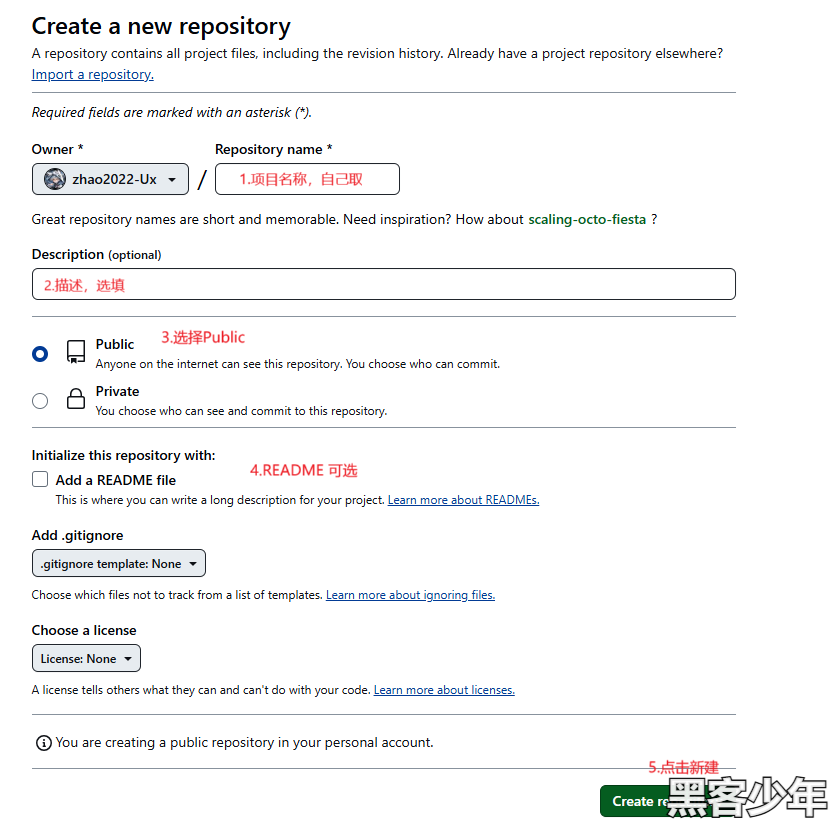 Create a new repository
A repository contains all project files, including the revision history. Already have a project repository elsewhere?
Import a repository.
Required fields are marked with an asterisk (*).
Owner * Repository name *
zhao2022-Ux / 1.项目名称，自己取
Great repository names are short and memorable. Need inspiration? How about scaling-octo-fiesta ?
Description (optional)
2.描述，选填
Public 3.选择Public
Anyone on the internet can see this repository. You choose who can commit.
Private
You choose who can see and commit to this repository.
Initialize this repository with:
Add a README file 4.README 可选
This is where you can write a long description for your project. Learn more about READMEs.
Add .gitignore
.gitignore template: None
Choose which files not to track from a list of templates. Learn more about ignoring files.
Choose a license
License: None
A license tells others what they can and can't do with your code. Learn more about licenses.
You are creating a public repository in your personal account.
5.点击新建
Create
黑客少年